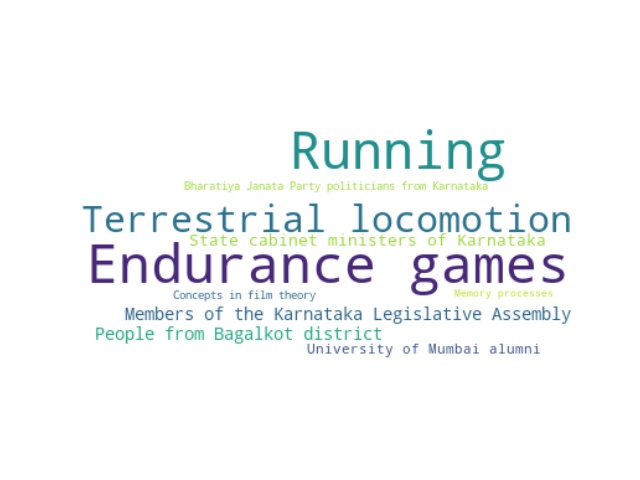 Running
Bharatiya Janata Party politicians from Karnataka
Terrestrial locomotion
State cabinet ministers of Karnataka
Endurance games
Concepts in film theory
Memory processes
Members of the Karnataka Legislative Assembly
People from Bagalkot district
University of Mumbai alumni